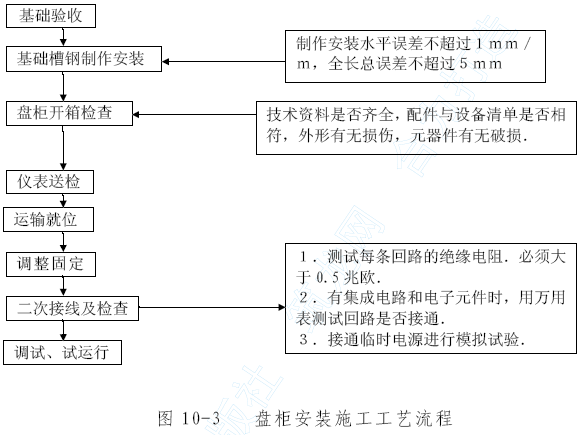 基础验收
基础槽钢制作安装
制作安装水平误差不超过１ｍｍ／
ｍ，全长总误差不超过５ｍｍ
盘柜开箱检查
技术资料是否齐全，配件与设备清单是否相
符，外形有无损伤，元器件有无破损．
仪表送检
运输就位
调整固定
二次接线及检查
１．测试每条回路的绝缘电阻．必须大
于0.5兆欧．
２．有集成电路和电子元件时，用万用
表测试回路是否接通．
３．接通临时电源进行模拟试验．
调试、试运行
图 10-3 盘柜安装施工工艺流程